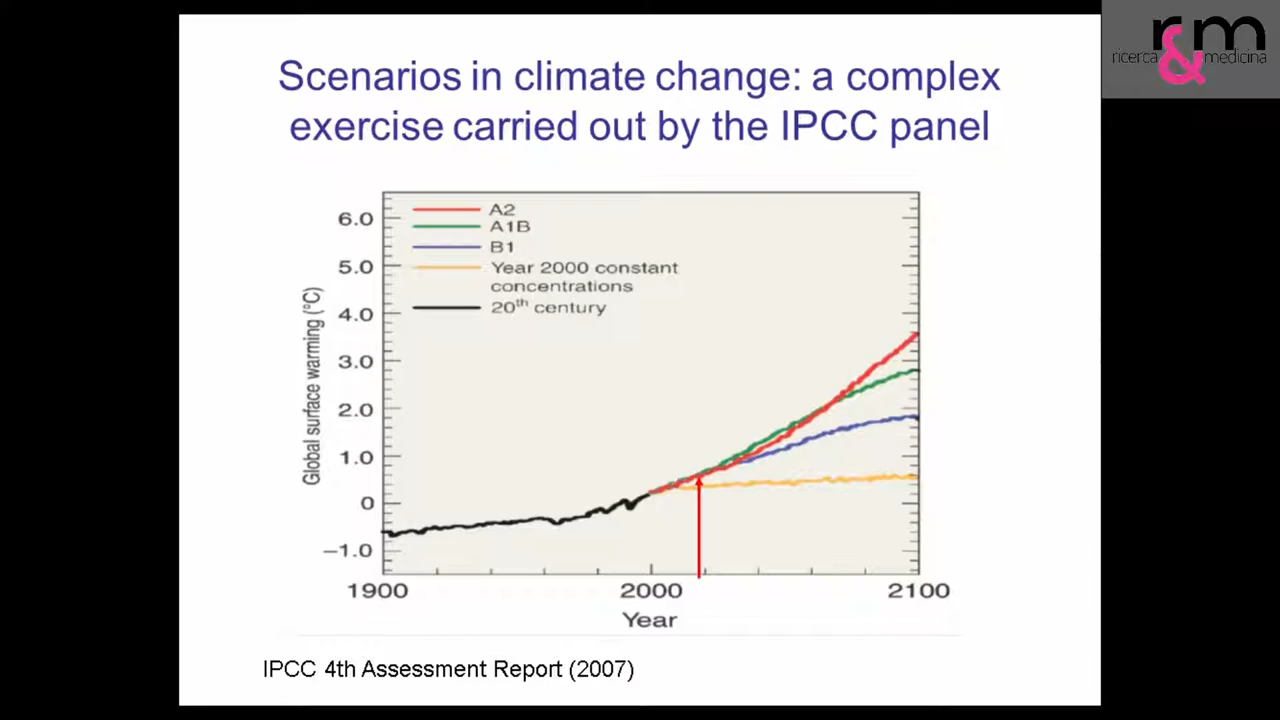 Scenarios in climate change: a complex
exercise carried out by the IPCC panel
r&m
ricerca medicina
A2
A1B
B1
Year 2000 constant
concentrations
20th century
6.0
5.0
4.0
3.0
2.0
1.0
0
−1.0
Global surface warming (°C)
1900 2000 2100
Year
IPCC 4th Assessment Report (2007)